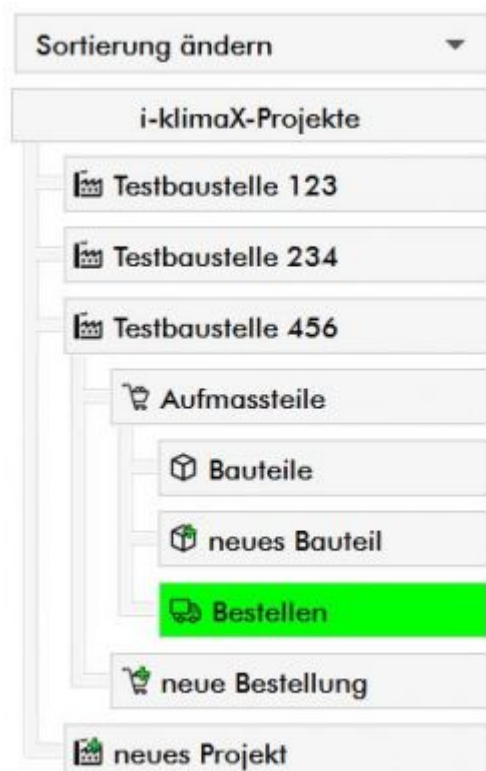 Sortierung ändern
i-klimaX-Projekte
Testbaustelle 123
Testbaustelle 234
Testbaustelle 456
Aufmassteile
Bauteile
neues Bauteil
Bestellen
neue Bestellung
neues Projekt